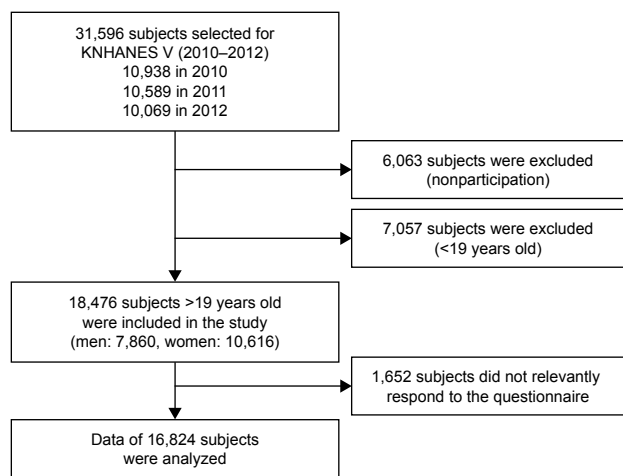 31,596 subjects selected for
KNHANES V (2010–2012)
10,938 in 2010
10,589 in 2011
10,069 in 2012
6,063 subjects were excluded
(nonparticipation)
7,057 subjects were excluded
(<19 years old)
18,476 subjects >19 years old
were included in the study
(men: 7,860, women: 10,616)
1,652 subjects did not relevantly
respond to the questionnaire
Data of 16,824 subjects
were analyzed